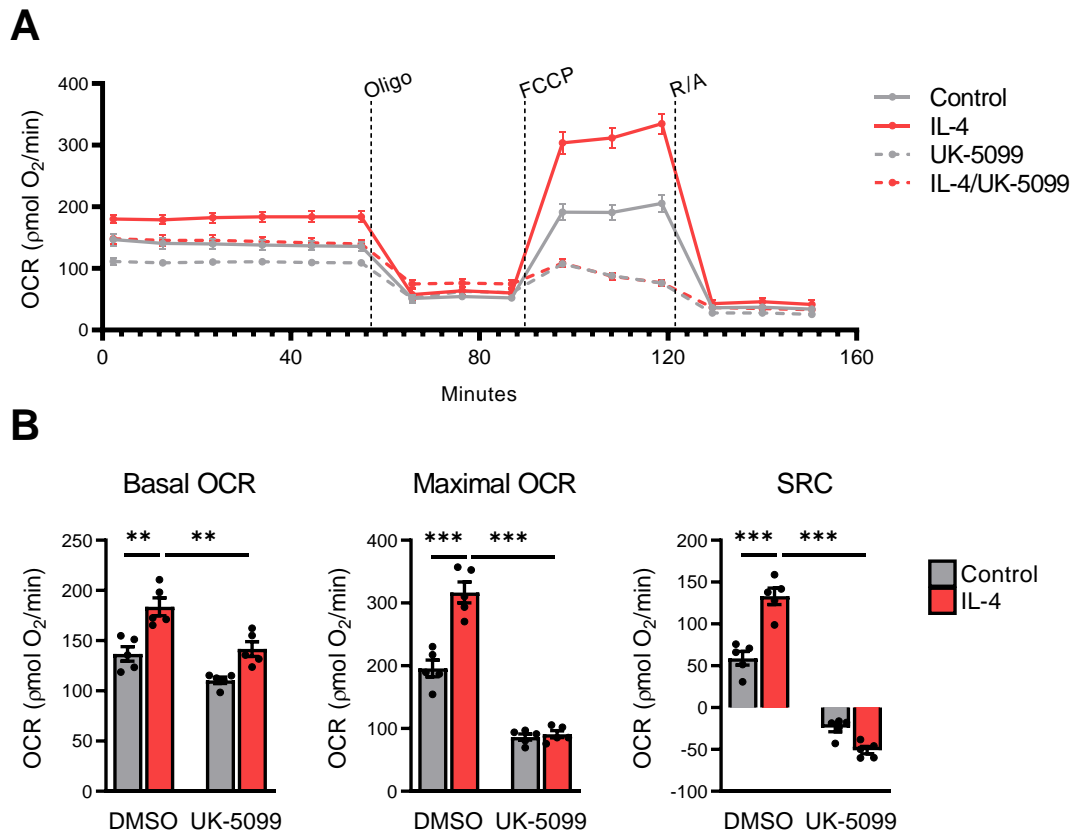 A
Oligo
FCCP
R/A
OCR (ρmol O2/min)
400
300
200
100
0
0
40
80
120
160
Minutes
Control
IL-4
UK-5099
IL-4/UK-5099
B
Basal OCR
OCR (ρmol O2/min)
250
200
150
100
50
0
** **
DMSO UK-5099
Maximal OCR
OCR (ρmol O2/min)
400
300
200
100
0
*** ***
DMSO UK-5099
SRC
OCR (ρmol O2/min)
200
150
100
50
0
-50
-100
*** ***
DMSO UK-5099
Control
IL-4